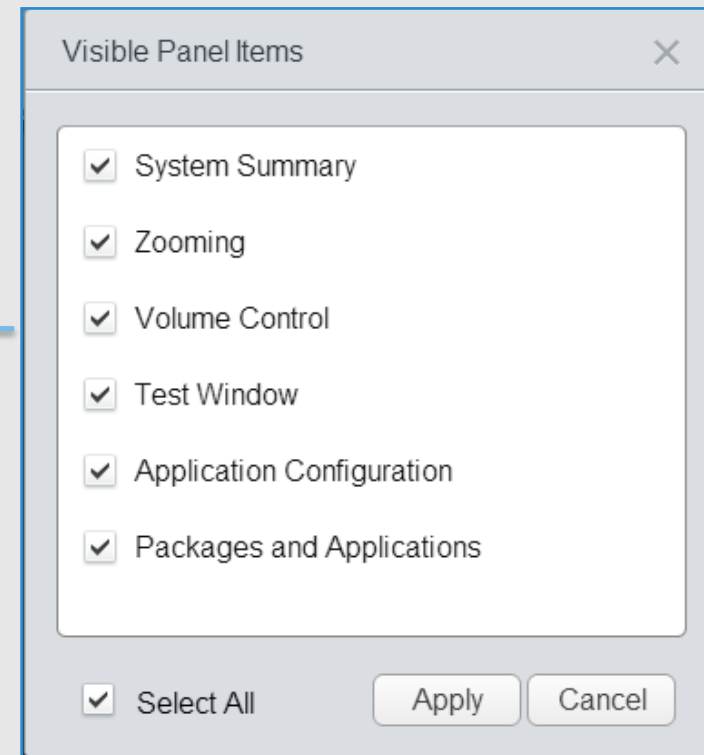 Visible Panel Items
System Summary
Zooming
Volume Control
Test Window
Application Configuration
Packages and Applications
Select All Apply Cancel